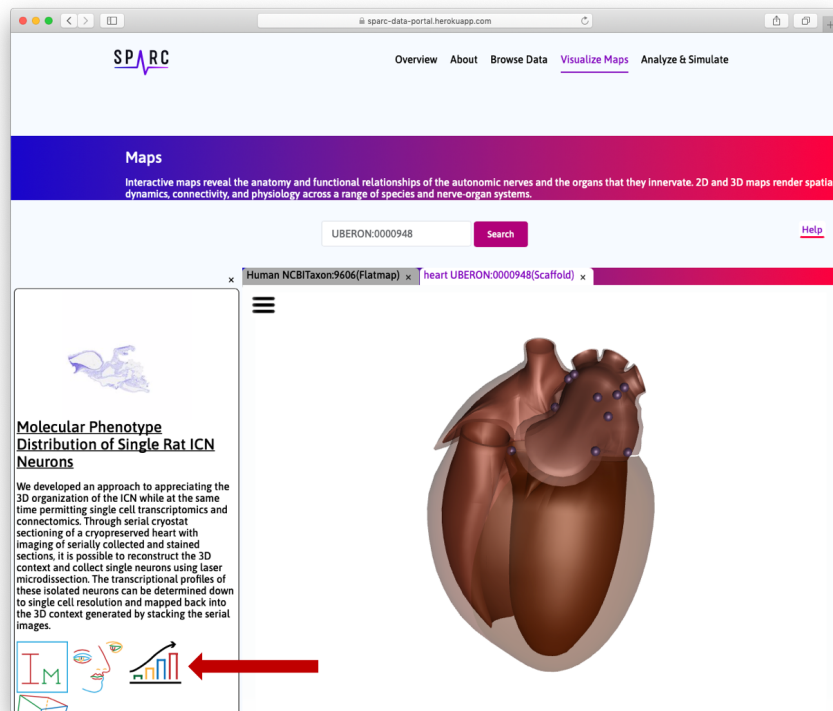 sparc-data-portal.herokuapp.com
SPARC
Overview About Browse Data Visualize Maps Analyze & Simulate
Maps
Interactive maps reveal the anatomy and functional relationships of the autonomic nerves and the organs that they innervate. 2D and 3D maps render spatia
dynamics, connectivity, and physiology across a range of species and nerve-organ systems.
UBERON:0000948 Search
Help
× Human NCBITaxon:9606(Flatmap) × heart UBERON:0000948(Scaffold) ×
Molecular Phenotype
Distribution of Single Rat ICN
Neurons
We developed an approach to appreciating the
3D organization of the ICN while at the same
time permitting single cell transcriptomics and
connectomics. Through serial cryostat
sectioning of a cryopreserved heart with
imaging of serially collected and stained
sections, it is possible to reconstruct the 3D
context and collect single neurons using laser
microdissection. The transcriptional profiles of
these isolated neurons can be determined down
to single cell resolution and mapped back into
the 3D context generated by stacking the serial
images.
IM